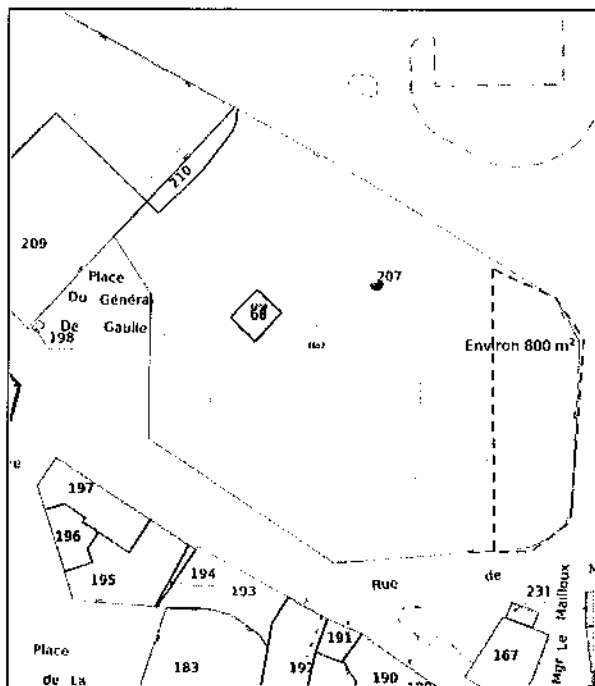 210
209
Place
Du Général
De Gaulle
198
207
68
Environ 800 m²
197
196
195
194
193
Rue
de
231
Mgr Le Mailloux
191
167
183
192
190
Place
de La